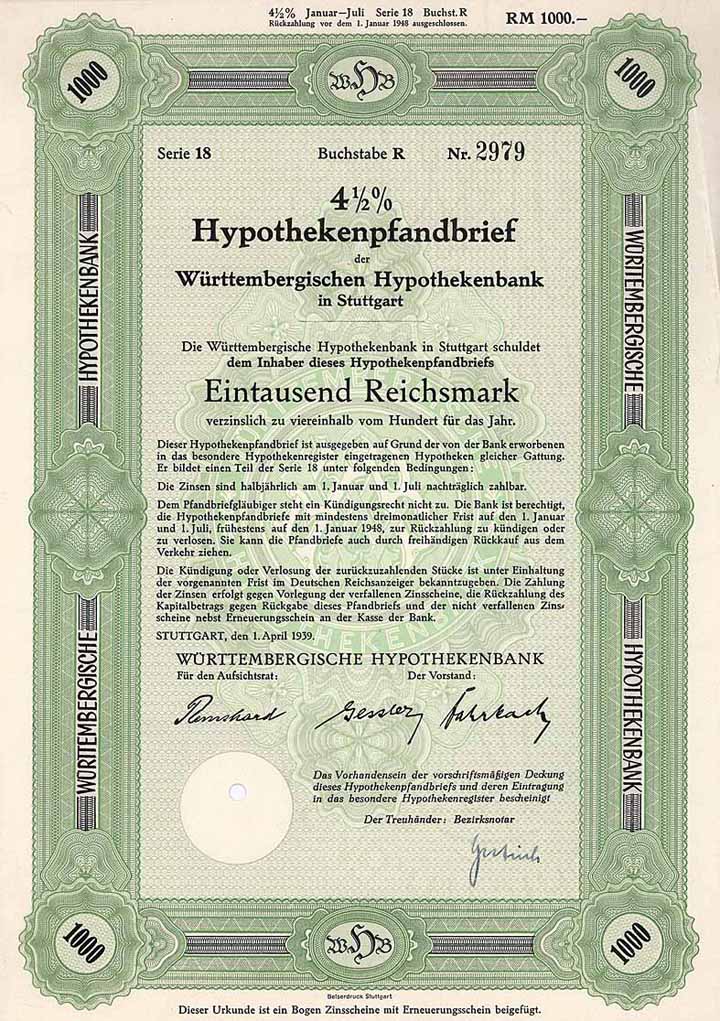 4½% Januar—Juli Serie 18 Buchst. R
Rückzahlung vor dem 1. Januar 1948 ausgeschlossen.
RM 1000.—
1000
WHB
1000
Serie 18 Buchstabe R Nr. 2979
4½%
Hypothekenpfandbrief
der
Württembergischen Hypothekenbank
in Stuttgart
Die Württembergische Hypothekenbank in Stuttgart schuldet
dem Inhaber dieses Hypothekenpfandbriefs
Eintausend Reichsmark
verzinslich zu viereinhalb vom Hundert für das Jahr.
Dieser Hypothekenpfandbrief ist ausgegeben auf Grund der von der Bank erworbenen
in das besondere Hypothekenregister eingetragenen Hypotheken gleicher Gattung.
Er bildet einen Teil der Serie 18 unter folgenden Bedingungen:
Die Zinsen sind halbjährlich am 1. Januar und 1. Juli nachträglich zahlbar.
Dem Pfandbriefgläubiger steht ein Kündigungsrecht nicht zu. Die Bank ist berechtigt,
die Hypothekenpfandbriefe mit mindestens dreimonatlicher Frist auf den 1. Januar
und 1. Juli, frühestens auf den 1. Januar 1948, zur Rückzahlung zu kündigen oder
zu verlosen. Sie kann die Pfandbriefe auch durch freihändigen Rückkauf aus dem
Verkehr ziehen.
Die Kündigung oder Verlosung der zurückzuzahlenden Stücke ist unter Einhaltung
der vorgenannten Frist im Deutschen Reichsanzeiger bekanntzugeben. Die Zahlung
der Zinsen erfolgt gegen Vorlegung der verfallenen Zinsscheine, die Rückzahlung des
Kapitalbetrags gegen Rückgabe dieses Pfandbriefs und der nicht verfallenen Zins-
scheine nebst Erneuerungsschein an der Kasse der Bank.
STUTTGART, den 1. April 1939.
WÜRTTEMBERGISCHE HYPOTHEKENBANK
Für den Aufsichtsrat: Der Vorstand:
Gessler Fahrbach
Das Vorhandensein der vorschriftsmäßigen Deckung
dieses Hypothekenpfandbriefs und deren Eintragung
in das besondere Hypothekenregister bescheinigt
Der Treuhänder: Bezirksnotar
WÜRTTEMBERGISCHE HYPOTHEKENBANK
WÜRTTEMBERGISCHE HYPOTHEKENBANK
1000
WHB
1000
Belserdruck Stuttgart
Dieser Urkunde ist ein Bogen Zinsscheine mit Erneuerungsschein beigefügt.